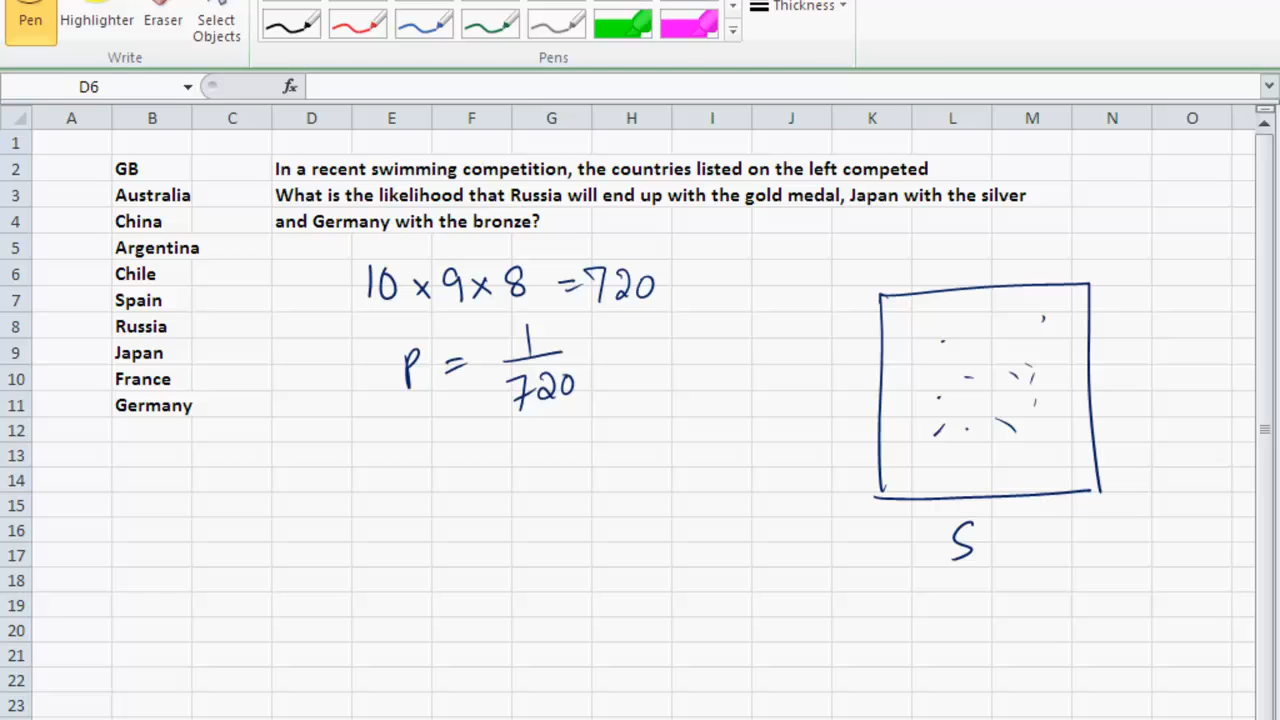 Pen Highlighter Eraser Select Objects Thickness
Write Pens
D6 fx
A B C D E F G H I J K L M N O
1
2 GB In a recent swimming competition, the countries listed on the left competed
3 Australia What is the likelihood that Russia will end up with the gold medal, Japan with the silver
4 China and Germany with the bronze?
5 Argentina
6 Chile 10 × 9 × 8 = 720
7 Spain
8 Russia
9 Japan P = 1/720
10 France
11 Germany
12
13
14
15
16
17 S
18
19
20
21
22
23